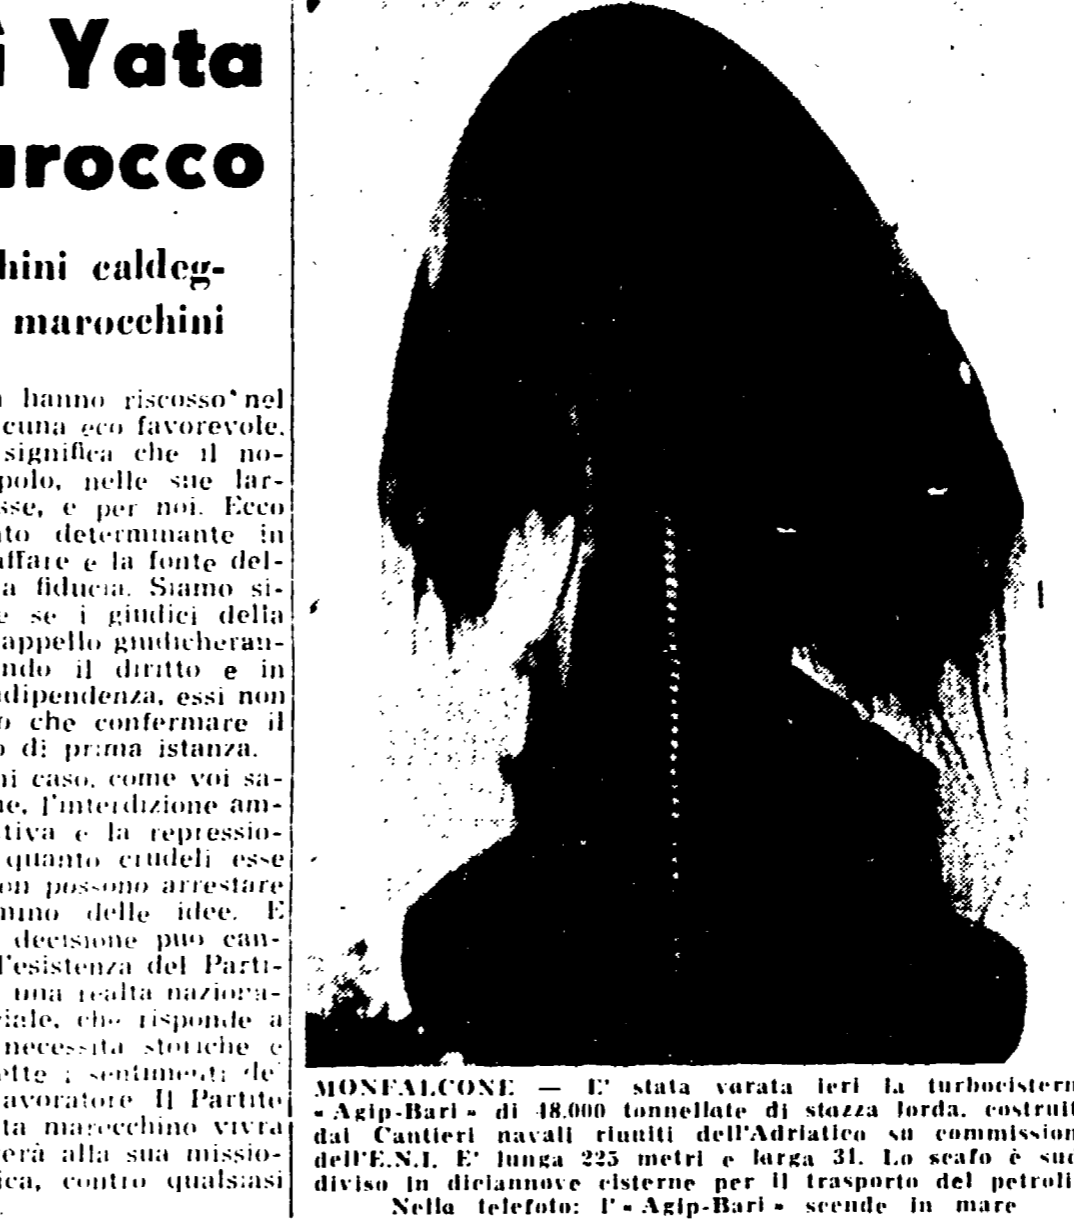 ì Yata
arocco
hini caldeg-
marocchini
hanno riscosso nel
cuna eco favorevole.
significa che il no-
polo, nelle sue lar-
sse, e per noi. Ecco
nto determinante in
affare e la fonte del-
a fiducia. Siamo si-
e se i giudici della
appello giudicheran-
ndo il diritto e in
ndipendenza, essi non
o che confermare il
o di prima istanza.
ni caso, come voi sa-
ne, l'interdizione am-
tiva e la repressio-
quanto crudeli esse
on possono arrestare
mino delle idee. E
decisione può can-
l'esistenza del Parti-
una realtà naziona-
iale, che risponde a
necessità storiche e
ette i sentimenti de'
avoratore Il Partito
ta marocchino vivrà
erà alla sua missio-
ica, contro qualsiasi
MONFALCONE — E' stata varata ieri la turbocistern
« Agip-Bari » di 48.000 tonnellate di stazza lorda, costruit
dai Cantieri navali riuniti dell'Adriatico su commission
dell'E.N.I. E' lunga 225 metri e larga 31. Lo scafo è sud
diviso in diciannove cisterne per il trasporto del petroli
Nella telefoto: l'« Agip-Bari » scende in mare